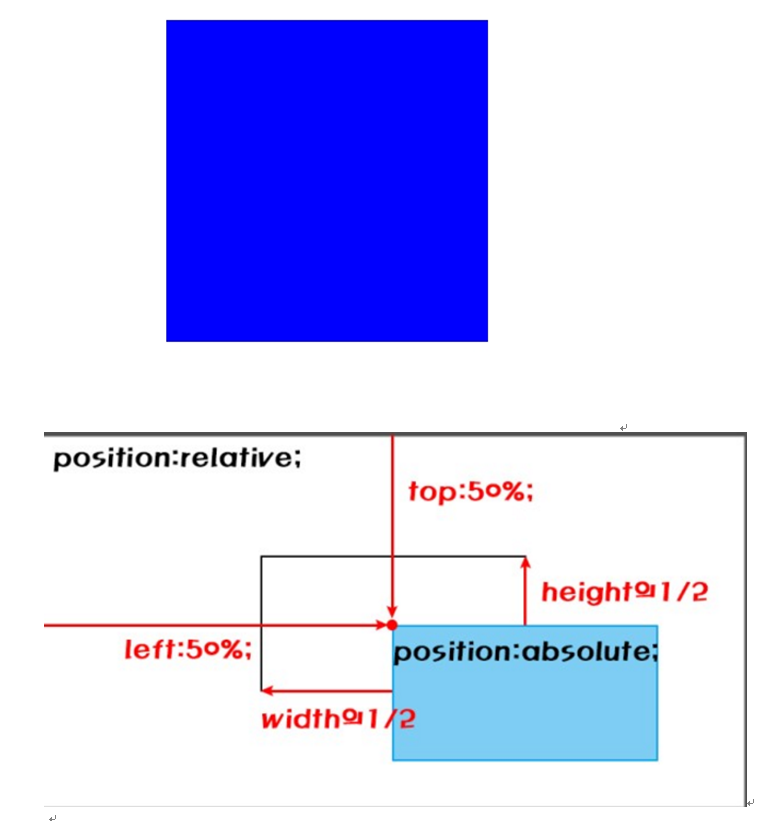 position:relative;
top:50%;
height의1/2
left:50%;
position:absolute;
width의1/2